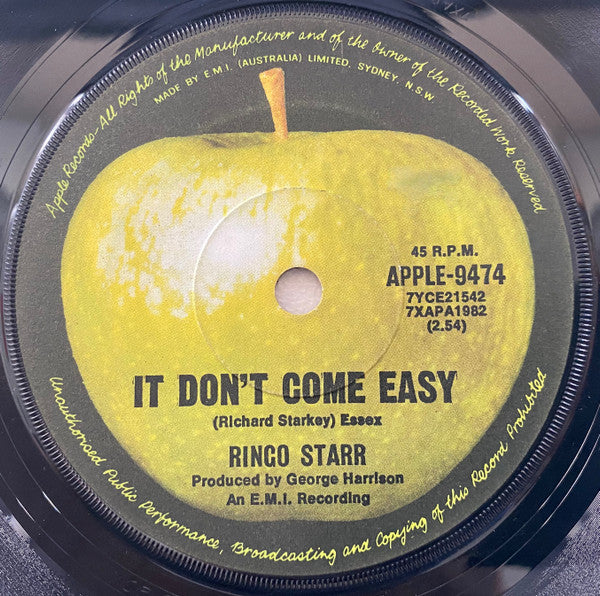 Apple Records-All Rights of the Manufacturer and of the Owner of the Recorded Work Reserved
MADE BY E.M.I. (AUSTRALIA) LIMITED, SYDNEY, N.S.W.
45 R.P.M.
APPLE-9474
7YCE21542
7XAPA1982
(2.54)
IT DON'T COME EASY
(Richard Starkey) Essex
RINGO STARR
Produced by George Harrison
An E.M.I. Recording
Unauthorised Public Performance, Broadcasting and Copying of this Record Prohibited